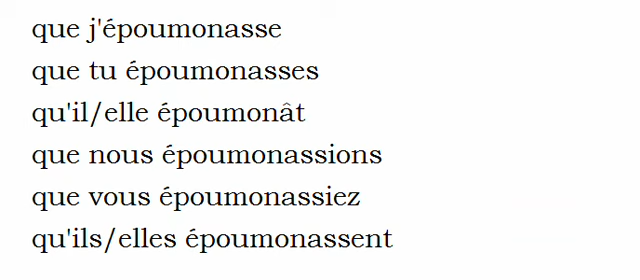 que j'époumonasse
que tu époumonasses
qu'il/elle époumonât
que nous époumonassions
que vous époumonassiez
qu'ils/elles époumonassent